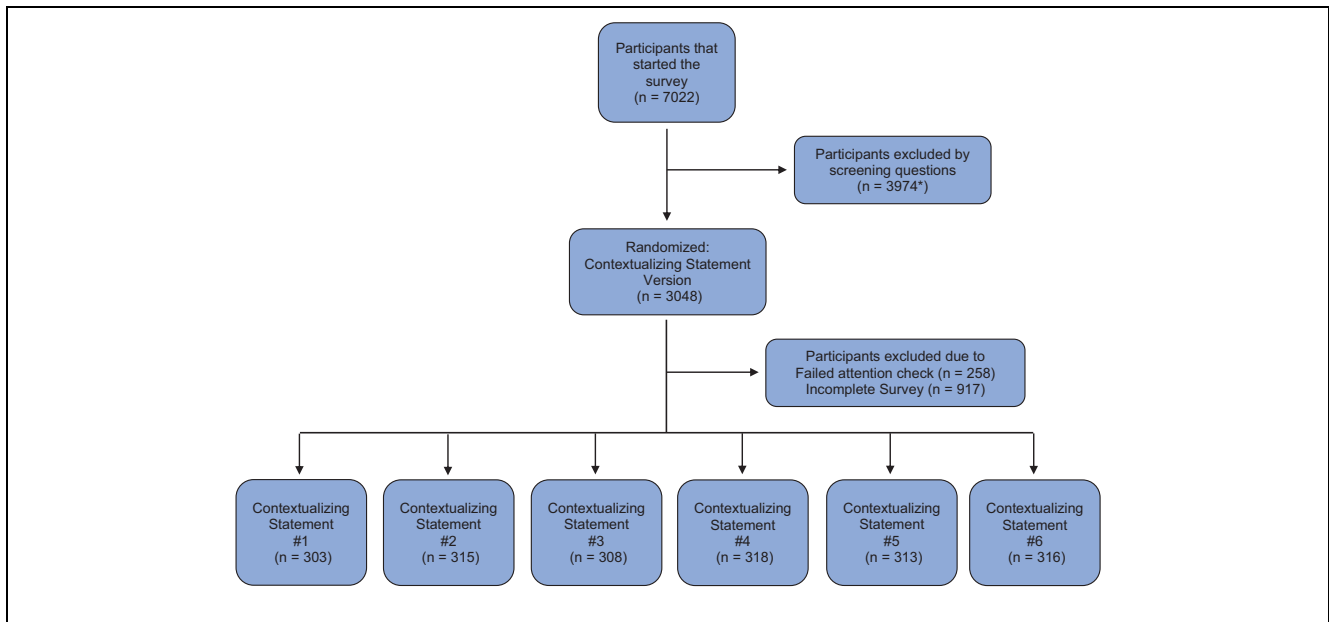 Participants that
started the
survey
(n = 7022)
Participants excluded by
screening questions
(n = 3974*)
Randomized:
Contextualizing Statement
Version
(n = 3048)
Participants excluded due to
Failed attention check (n = 258)
Incomplete Survey (n = 917)
Contextualizing
Statement
#1
(n = 303)
Contextualizing
Statement
#2
(n = 315)
Contextualizing
Statement
#3
(n = 308)
Contextualizing
Statement
#4
(n = 318)
Contextualizing
Statement
#5
(n = 313)
Contextualizing
Statement
#6
(n = 316)